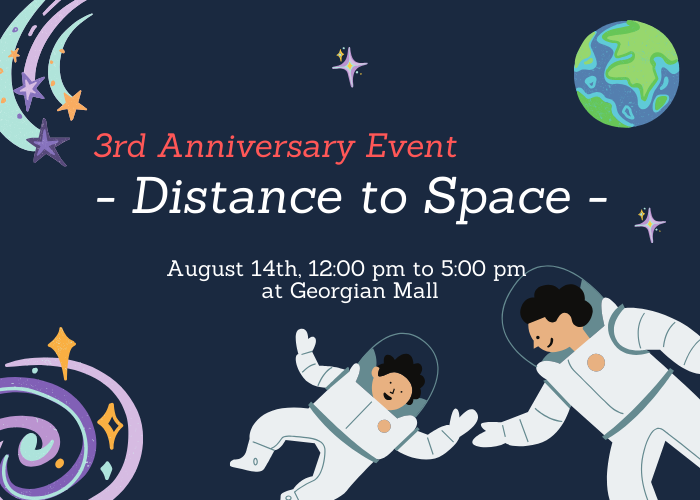 3rd Anniversary Event
- Distance to Space -
August 14th, 12:00 pm to 5:00 pm
at Georgian Mall